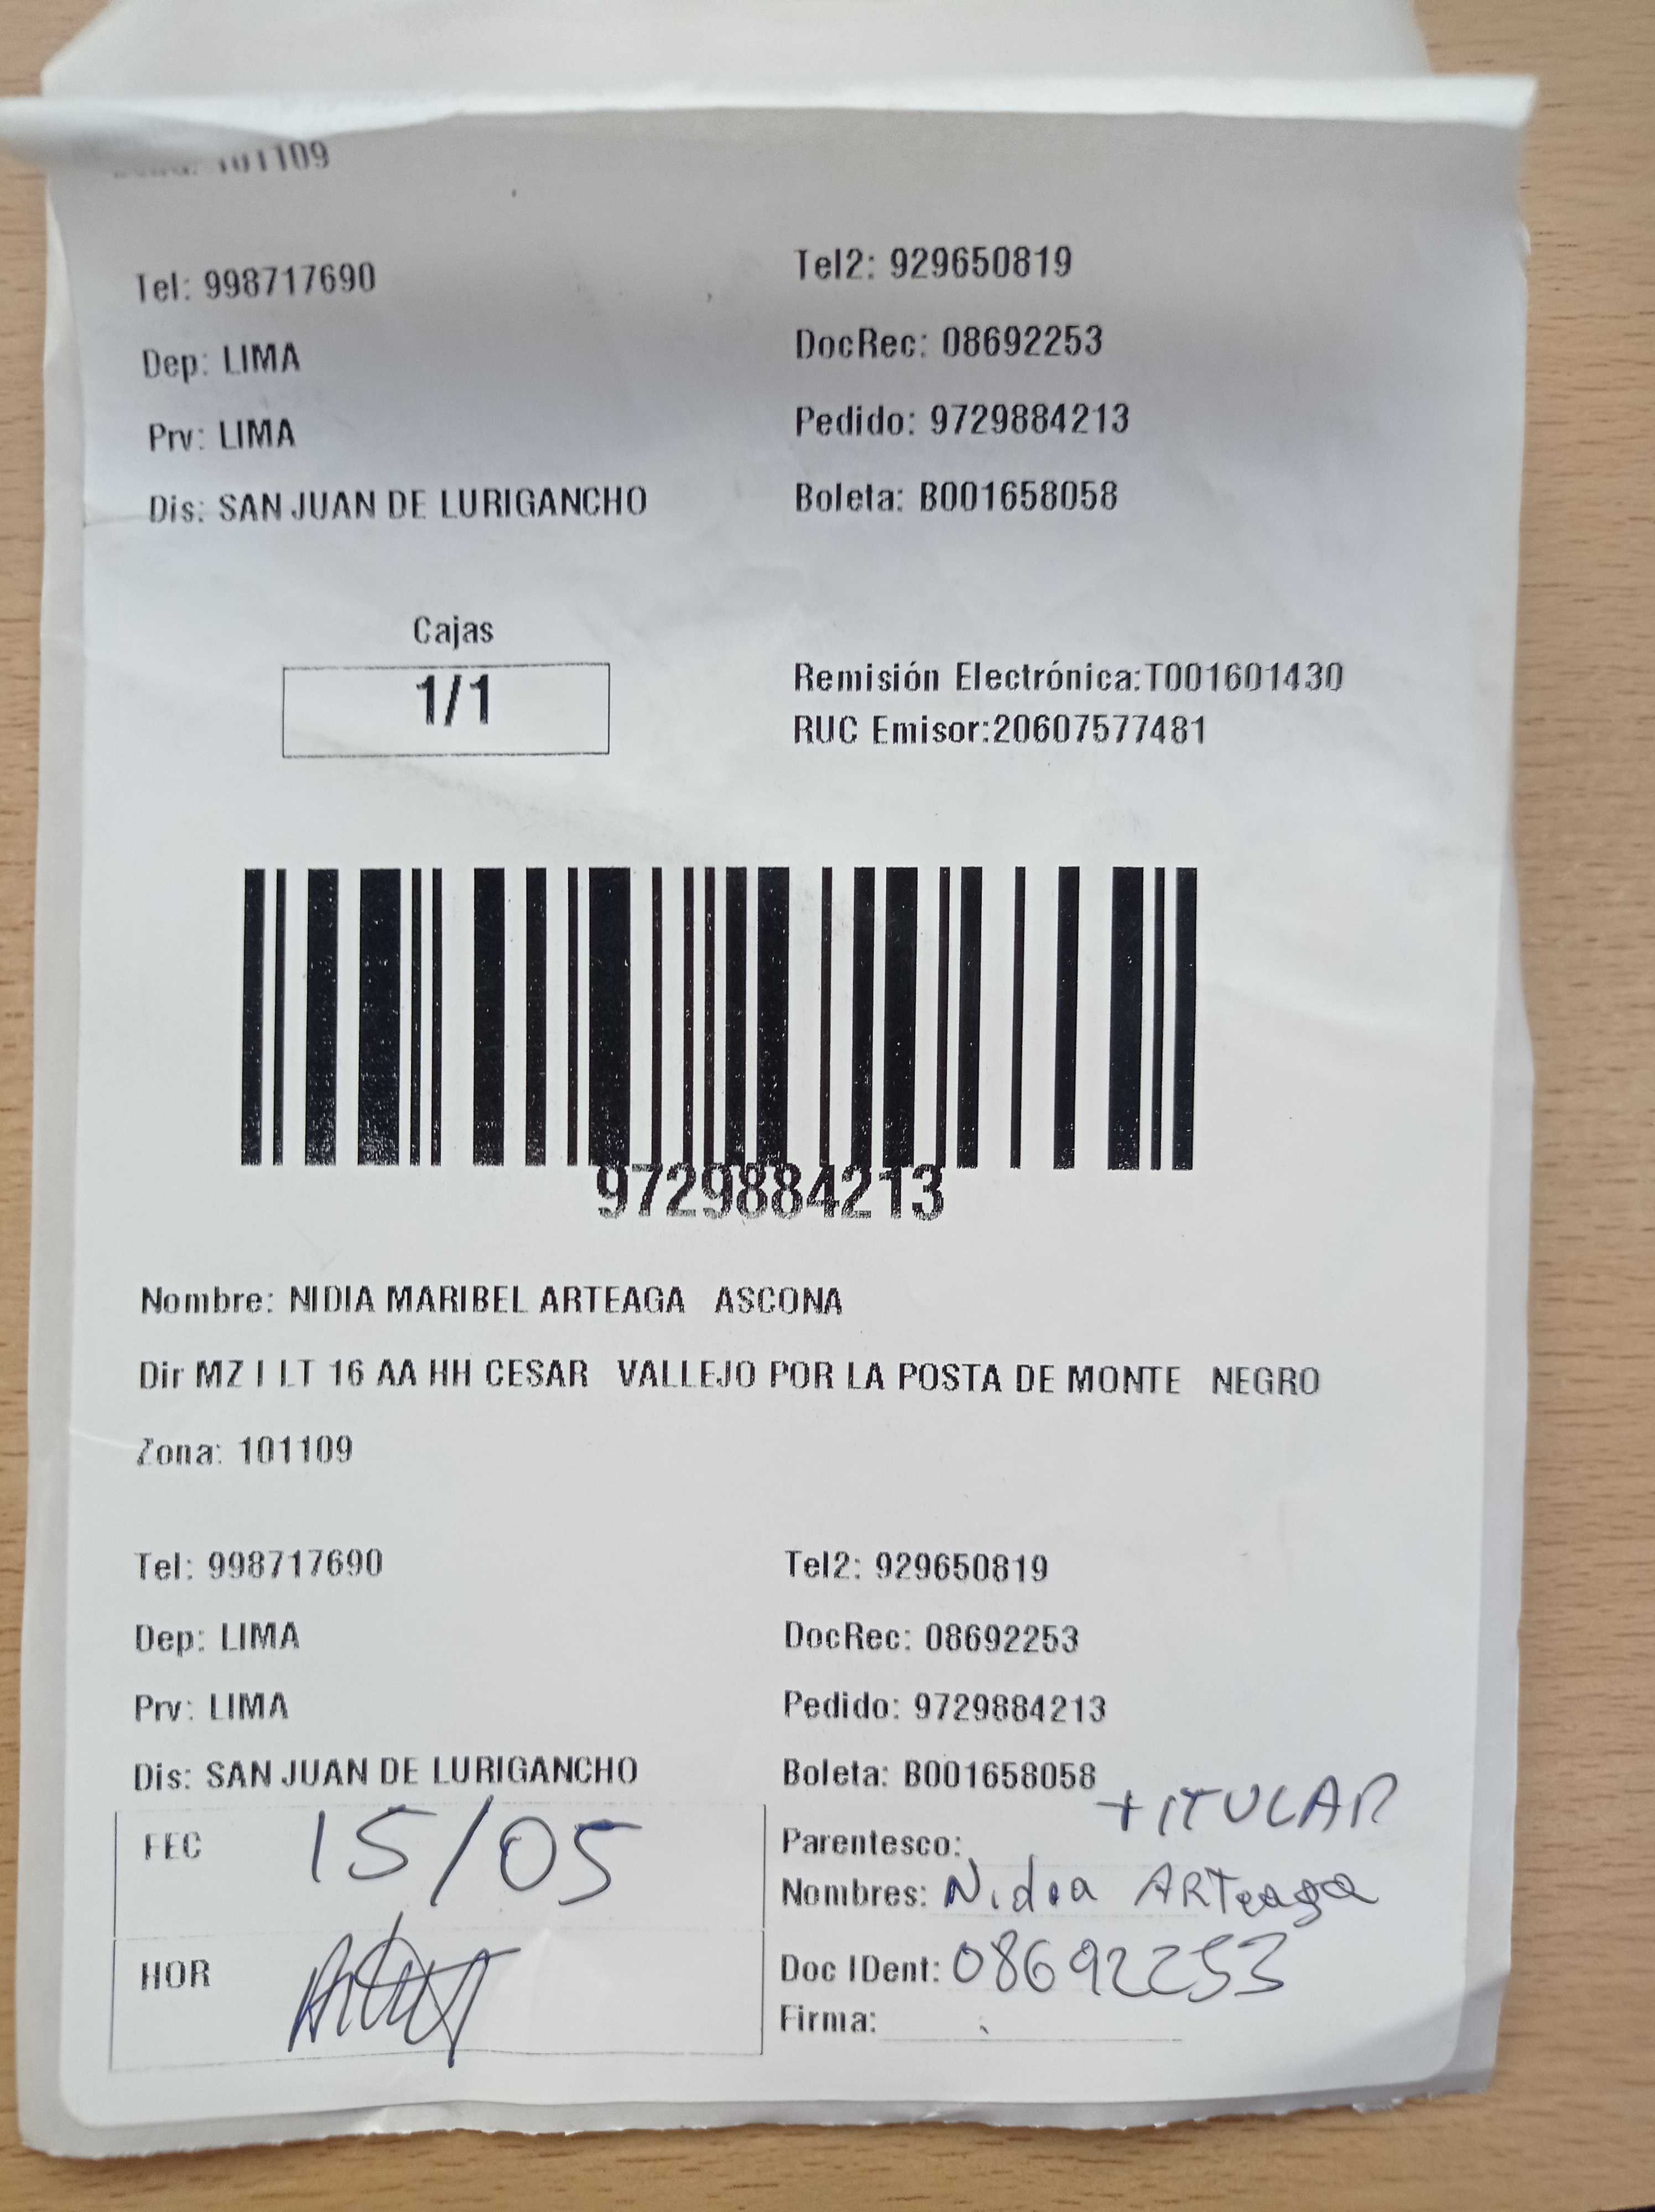 101109
Tel: 998717690 Tel2: 929650819
Dep: LIMA DocRec: 08692253
Prv: LIMA Pedido: 9729884213
Dis: SAN JUAN DE LURIGANCHO Boleta: B001658058
Cajas
1/1
Remisión Electrónica:T001601430
RUC Emisor:20607577481
9729884213
Nombre: NIDIA MARIBEL ARTEAGA ASCONA
Dir MZ I LT 16 AA HH CESAR VALLEJO POR LA POSTA DE MONTE NEGRO
Zona: 101109
Tel: 998717690 Tel2: 929650819
Dep: LIMA DocRec: 08692253
Prv: LIMA Pedido: 9729884213
Dis: SAN JUAN DE LURIGANCHO Boleta: B001658058
FEC 15/05
Parentesco: TITULAR
Nombres: Nidia ARTeaga
HOR
Doc IDent: 08692253
Firma: